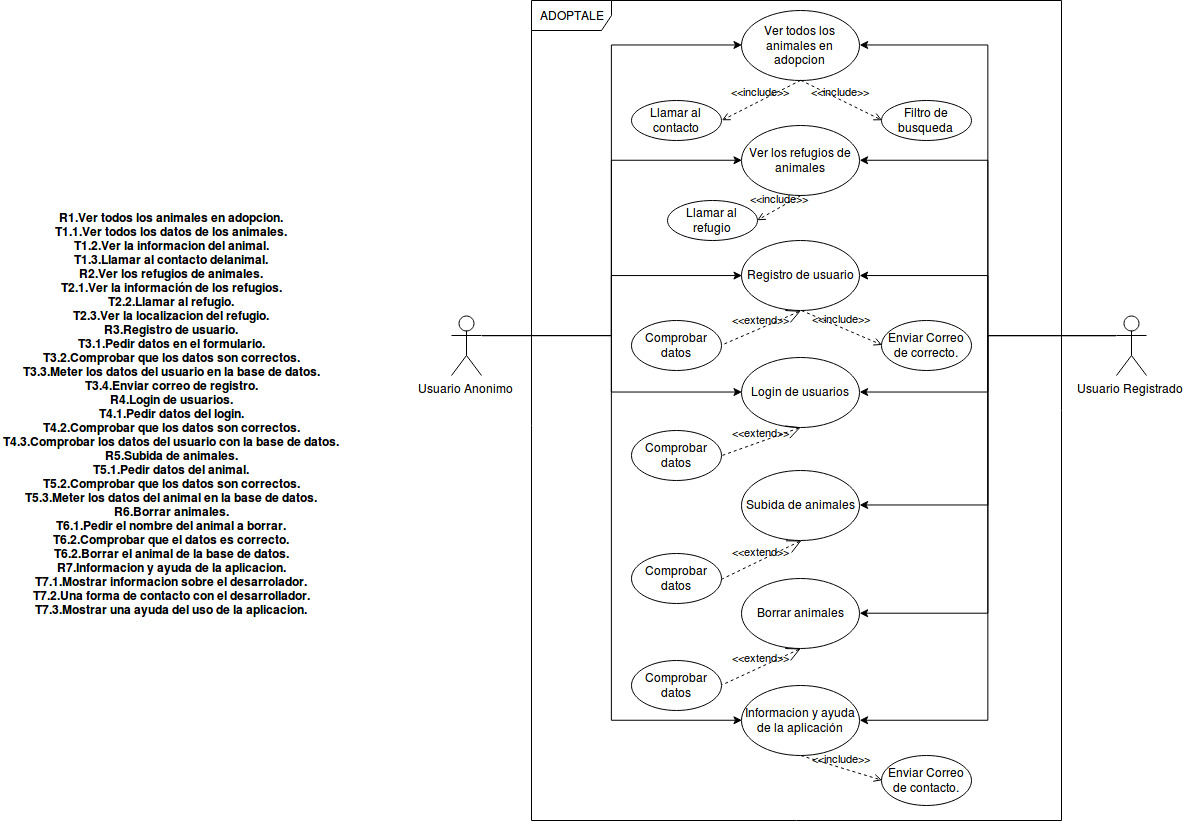 R1.Ver todos los animales en adopcion.
T1.1.Ver todos los datos de los animales.
T1.2.Ver la informacion del animal.
T1.3.Llamar al contacto delanimal.
R2.Ver los refugios de animales.
T2.1.Ver la información de los refugios.
T2.2.Llamar al refugio.
T2.3.Ver la localizacion del refugio.
R3.Registro de usuario.
T3.1.Pedir datos en el formulario.
T3.2.Comprobar que los datos son correctos.
T3.3.Meter los datos del usuario en la base de datos.
T3.4.Enviar correo de registro.
R4.Login de usuarios.
T4.1.Pedir datos del login.
T4.2.Comprobar que los datos son correctos.
T4.3.Comprobar los datos del usuario con la base de datos.
R5.Subida de animales.
T5.1.Pedir datos del animal.
T5.2.Comprobar que los datos son correctos.
T5.3.Meter los datos del animal en la base de datos.
R6.Borrar animales.
T6.1.Pedir el nombre del animal a borrar.
T6.2.Comprobar que el datos es correcto.
T6.2.Borrar el animal de la base de datos.
R7.Informacion y ayuda de la aplicacion.
T7.1.Mostrar informacion sobre el desarrolador.
T7.2.Una forma de contacto con el desarrollador.
T7.3.Mostrar una ayuda del uso de la aplicacion.
Usuario Anonimo
ADOPTALE
Ver todos los
animales en
adopcion
<<include>>
<<include>>
Llamar al
contacto
Filtro de
busqueda
Ver los refugios de
animales
<<include>>
Llamar al
refugio
Registro de usuario
<<extend>>
<<include>>
Comprobar
datos
Enviar Correo
de correcto.
Login de usuarios
<<extend>>
Comprobar
datos
Subida de animales
<<extend>>
Comprobar
datos
Borrar animales
<<extend>>
Comprobar
datos
Informacion y ayuda
de la aplicación
<<include>>
Enviar Correo
de contacto.
Usuario Registrado